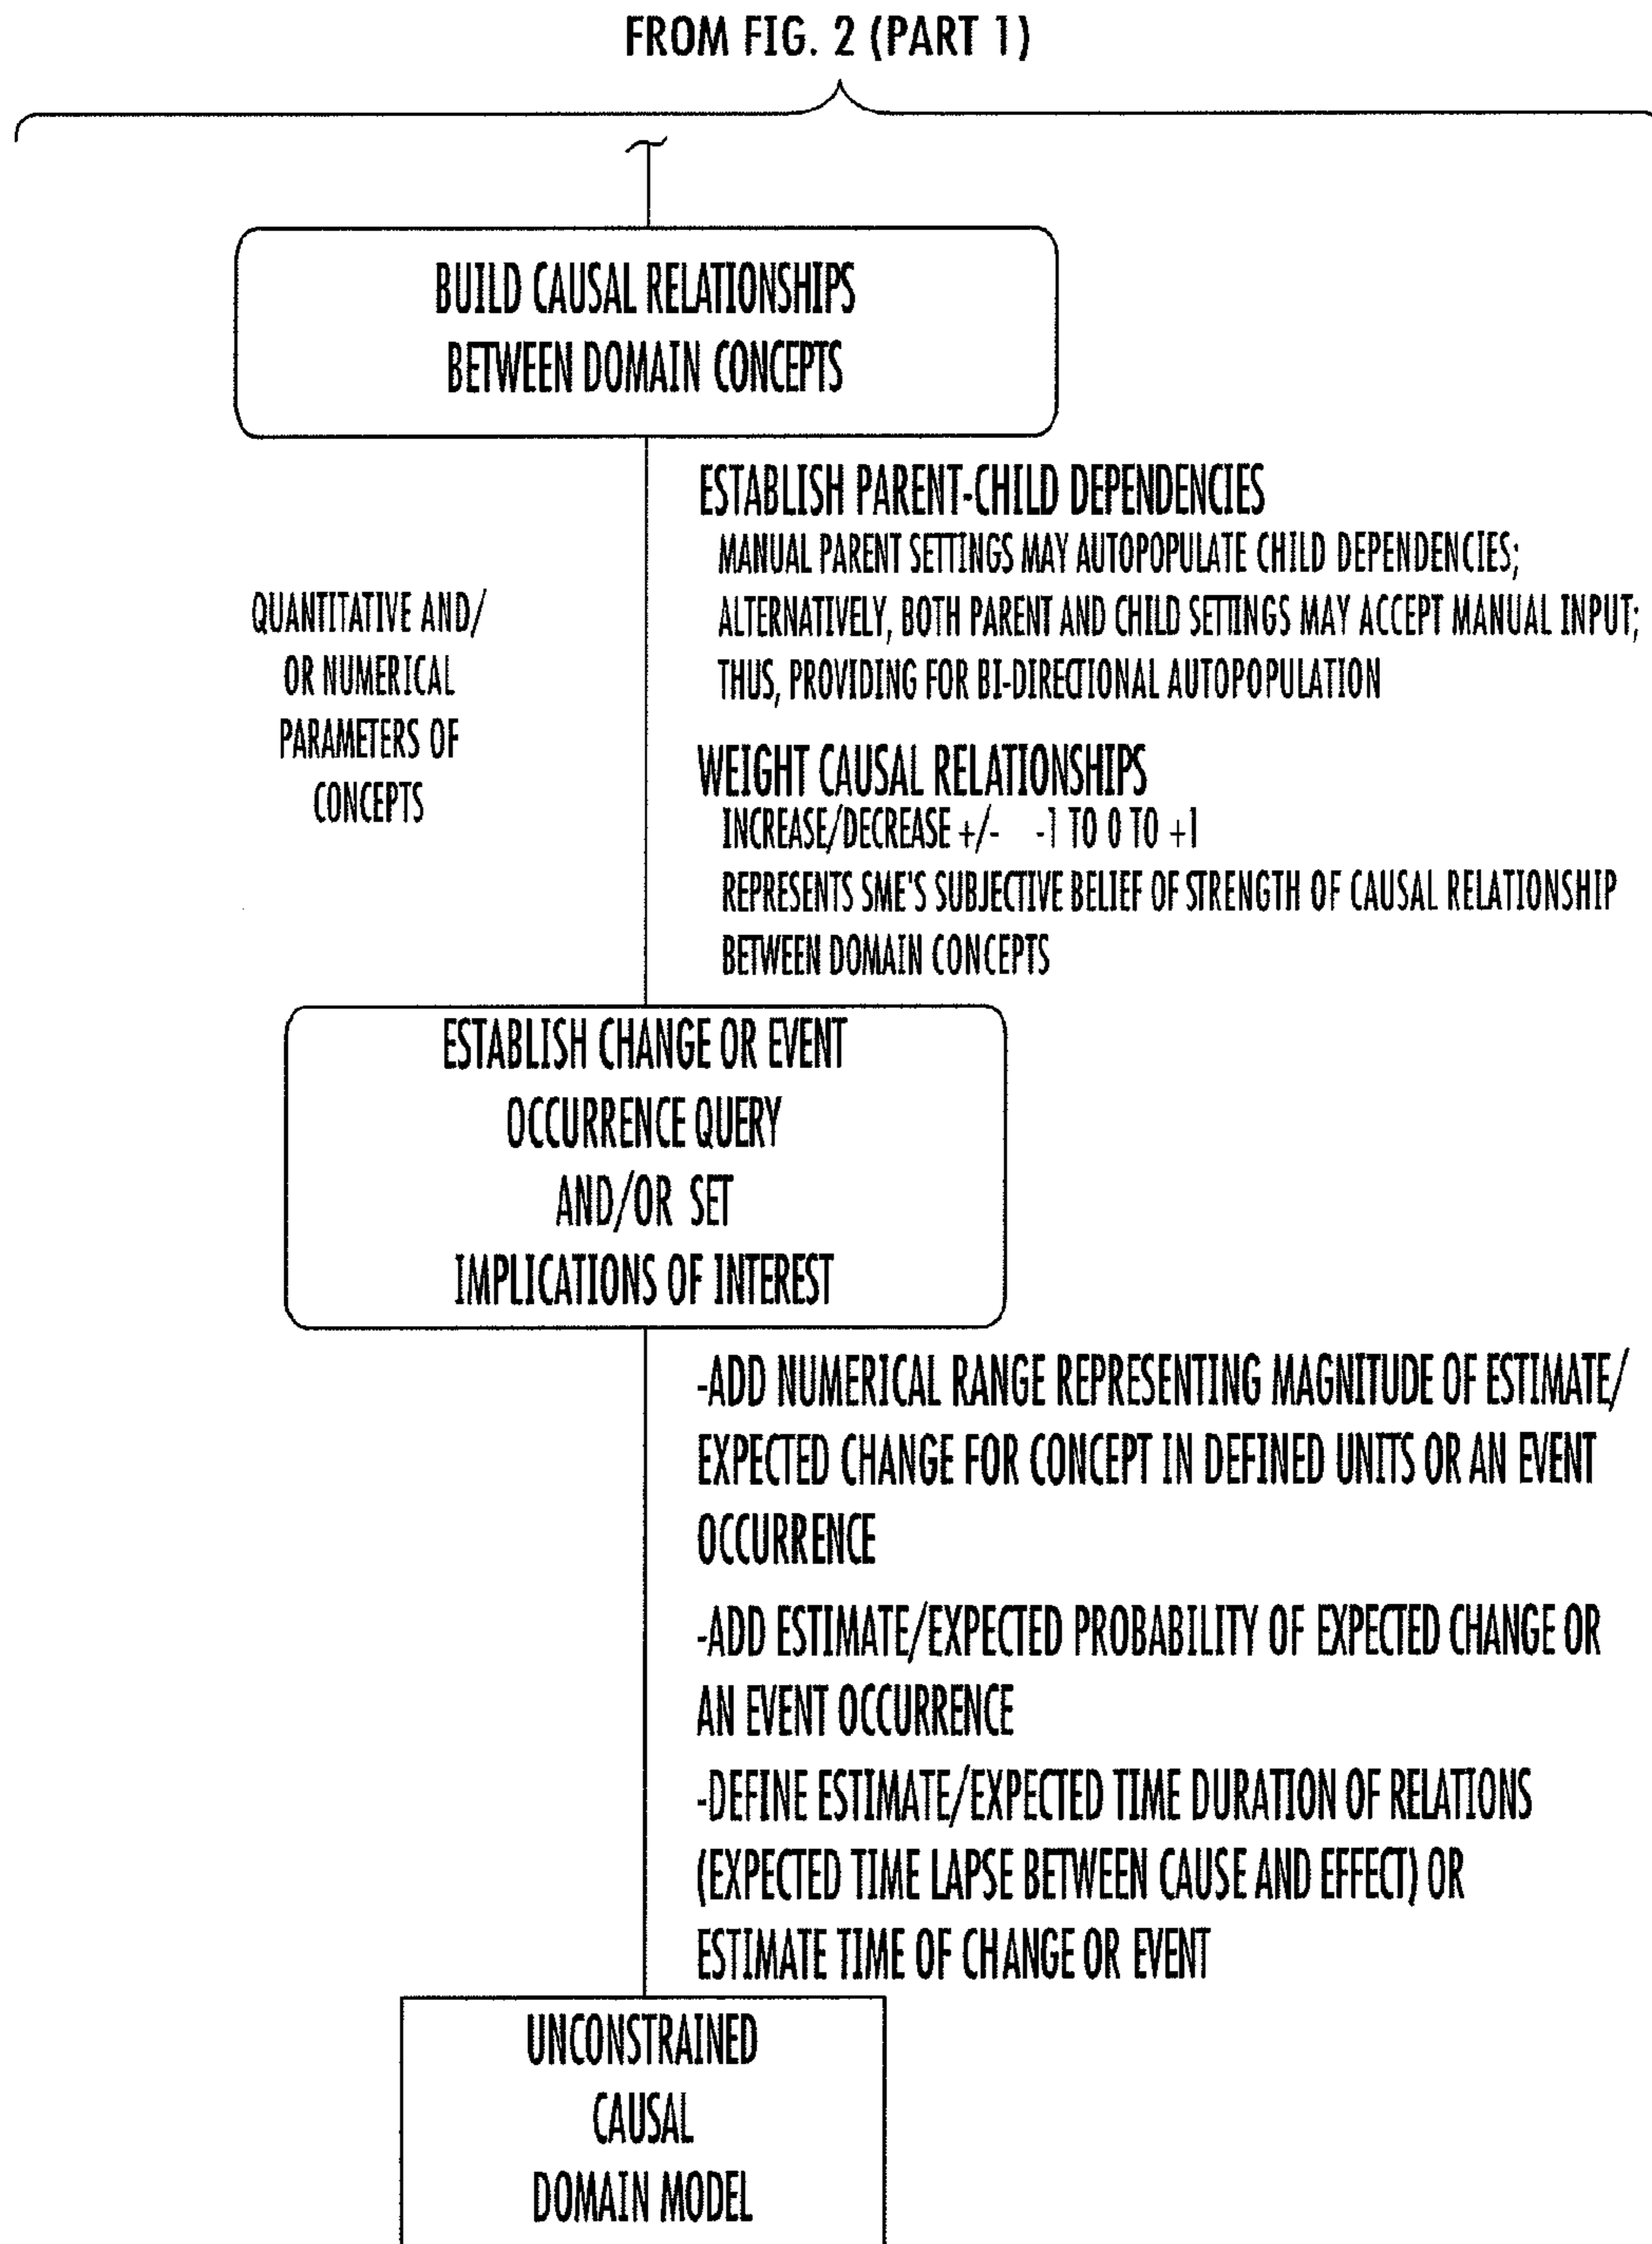 FROM FIG. 2 (PART 1)
BUILD CAUSAL RELATIONSHIPS
BETWEEN DOMAIN CONCEPTS
QUANTITATIVE AND/
OR NUMERICAL
PARAMETERS OF
CONCEPTS
ESTABLISH PARENT-CHILD DEPENDENCIES
MANUAL PARENT SETTINGS MAY AUTOPOPULATE CHILD DEPENDENCIES;
ALTERNATIVELY, BOTH PARENT AND CHILD SETTINGS MAY ACCEPT MANUAL INPUT;
THUS, PROVIDING FOR BI-DIRECTIONAL AUTOPOPULATION
WEIGHT CAUSAL RELATIONSHIPS
INCREASE/DECREASE +/- -1 TO 0 TO +1
REPRESENTS SME'S SUBJECTIVE BELIEF OF STRENGTH OF CAUSAL RELATIONSHIP
BETWEEN DOMAIN CONCEPTS
ESTABLISH CHANGE OR EVENT
OCCURRENCE QUERY
AND/OR SET
IMPLICATIONS OF INTEREST
-ADD NUMERICAL RANGE REPRESENTING MAGNITUDE OF ESTIMATE/
EXPECTED CHANGE FOR CONCEPT IN DEFINED UNITS OR AN EVENT
OCCURRENCE
-ADD ESTIMATE/EXPECTED PROBABILITY OF EXPECTED CHANGE OR
AN EVENT OCCURRENCE
-DEFINE ESTIMATE/EXPECTED TIME DURATION OF RELATIONS
(EXPECTED TIME LAPSE BETWEEN CAUSE AND EFFECT) OR
ESTIMATE TIME OF CHANGE OR EVENT
UNCONSTRAINED
CAUSAL
DOMAIN MODEL